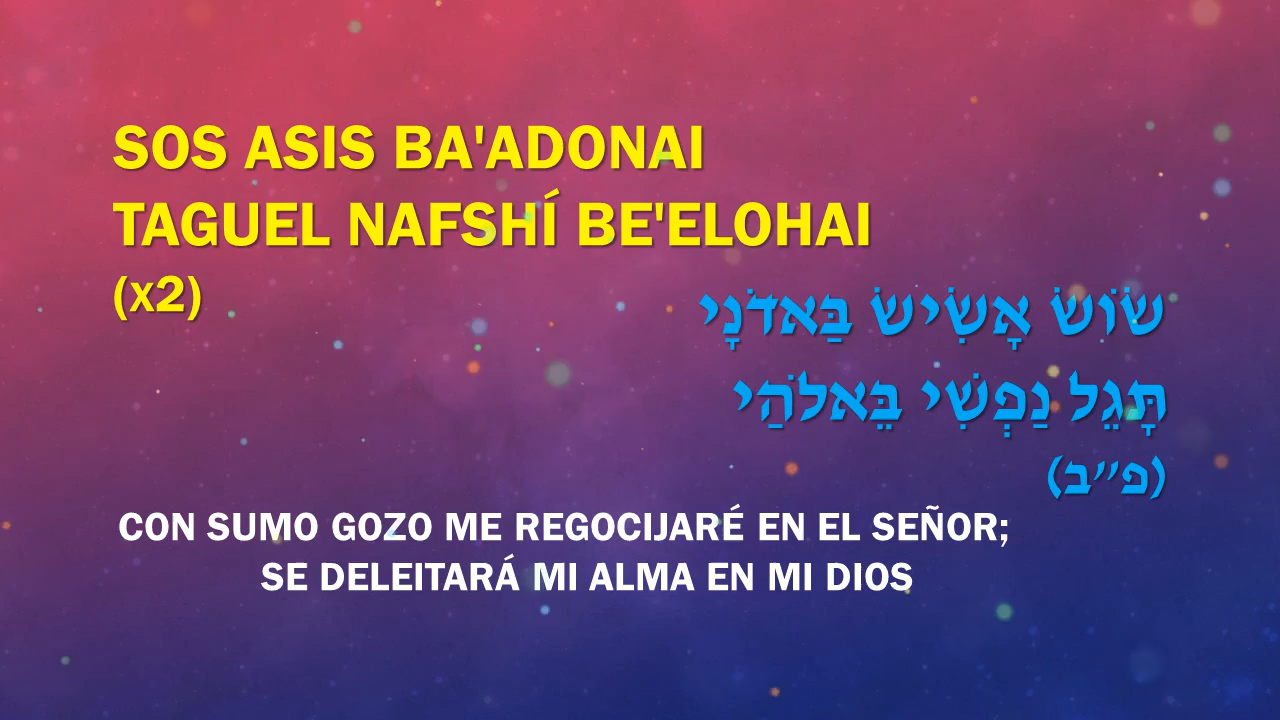 SOS ASIS BA'ADONAI
TAGUEL NAFSHÍ BE'ELOHAI
(X2)
שׂוֹשׂ אָשִׂישׂ בַּאדֹנָי
תָּגֵל נַפְשִׁי בֵּאלֹהַי
(פ״ב)
CON SUMO GOZO ME REGOCIJARÉ EN EL SEÑOR;
SE DELEITARÁ MI ALMA EN MI DIOS